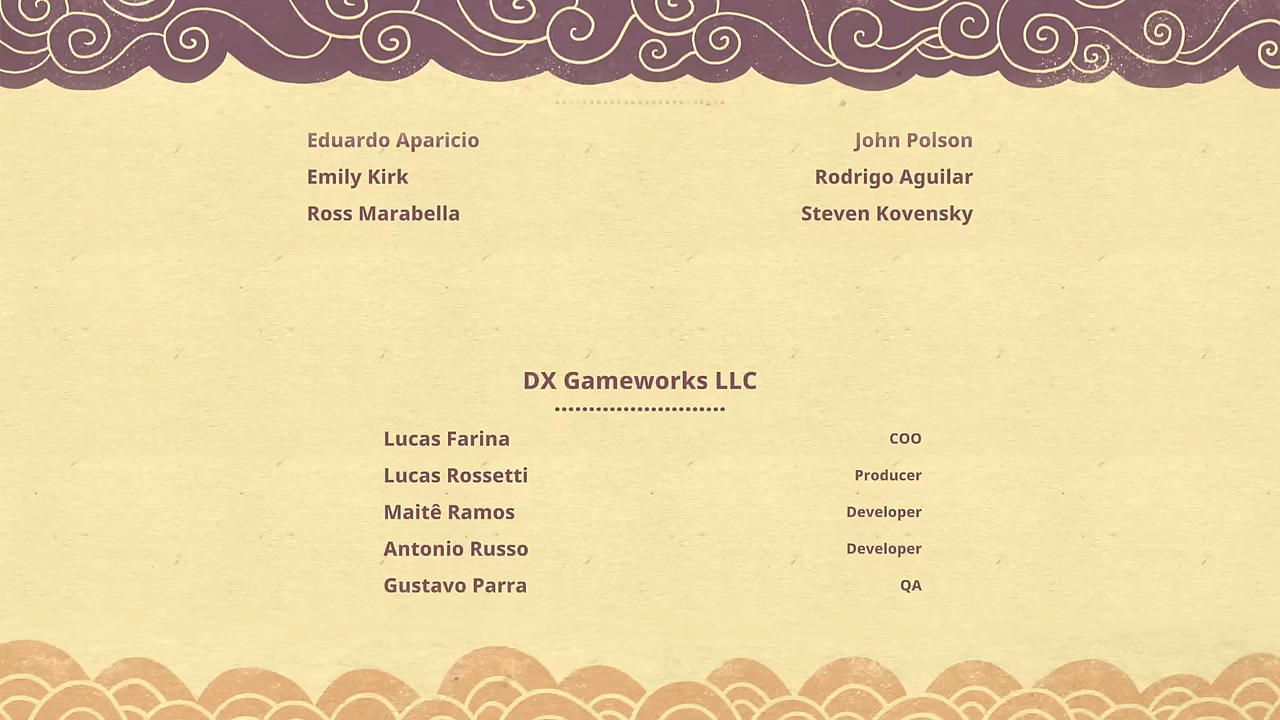 Eduardo Aparicio John Polson
Emily Kirk Rodrigo Aguilar
Ross Marabella Steven Kovensky
DX Gameworks LLC
Lucas Farina COO
Lucas Rossetti Producer
Maitê Ramos Developer
Antonio Russo Developer
Gustavo Parra QA